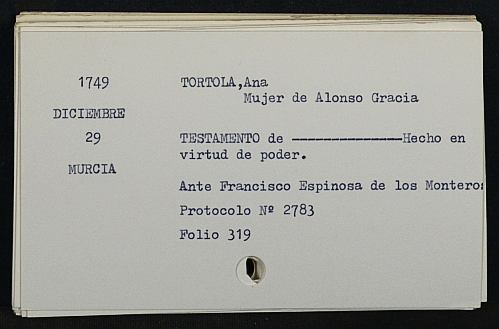 1749
DICIEMBRE
29
MURCIA
TORTOLA,Ana
Mujer de Alonso Gracia
TESTAMENTO de ---------------Hecho en
virtud de poder.
Ante Francisco Espinosa de los Monteros
Protocolo Nº 2783
Folio 319